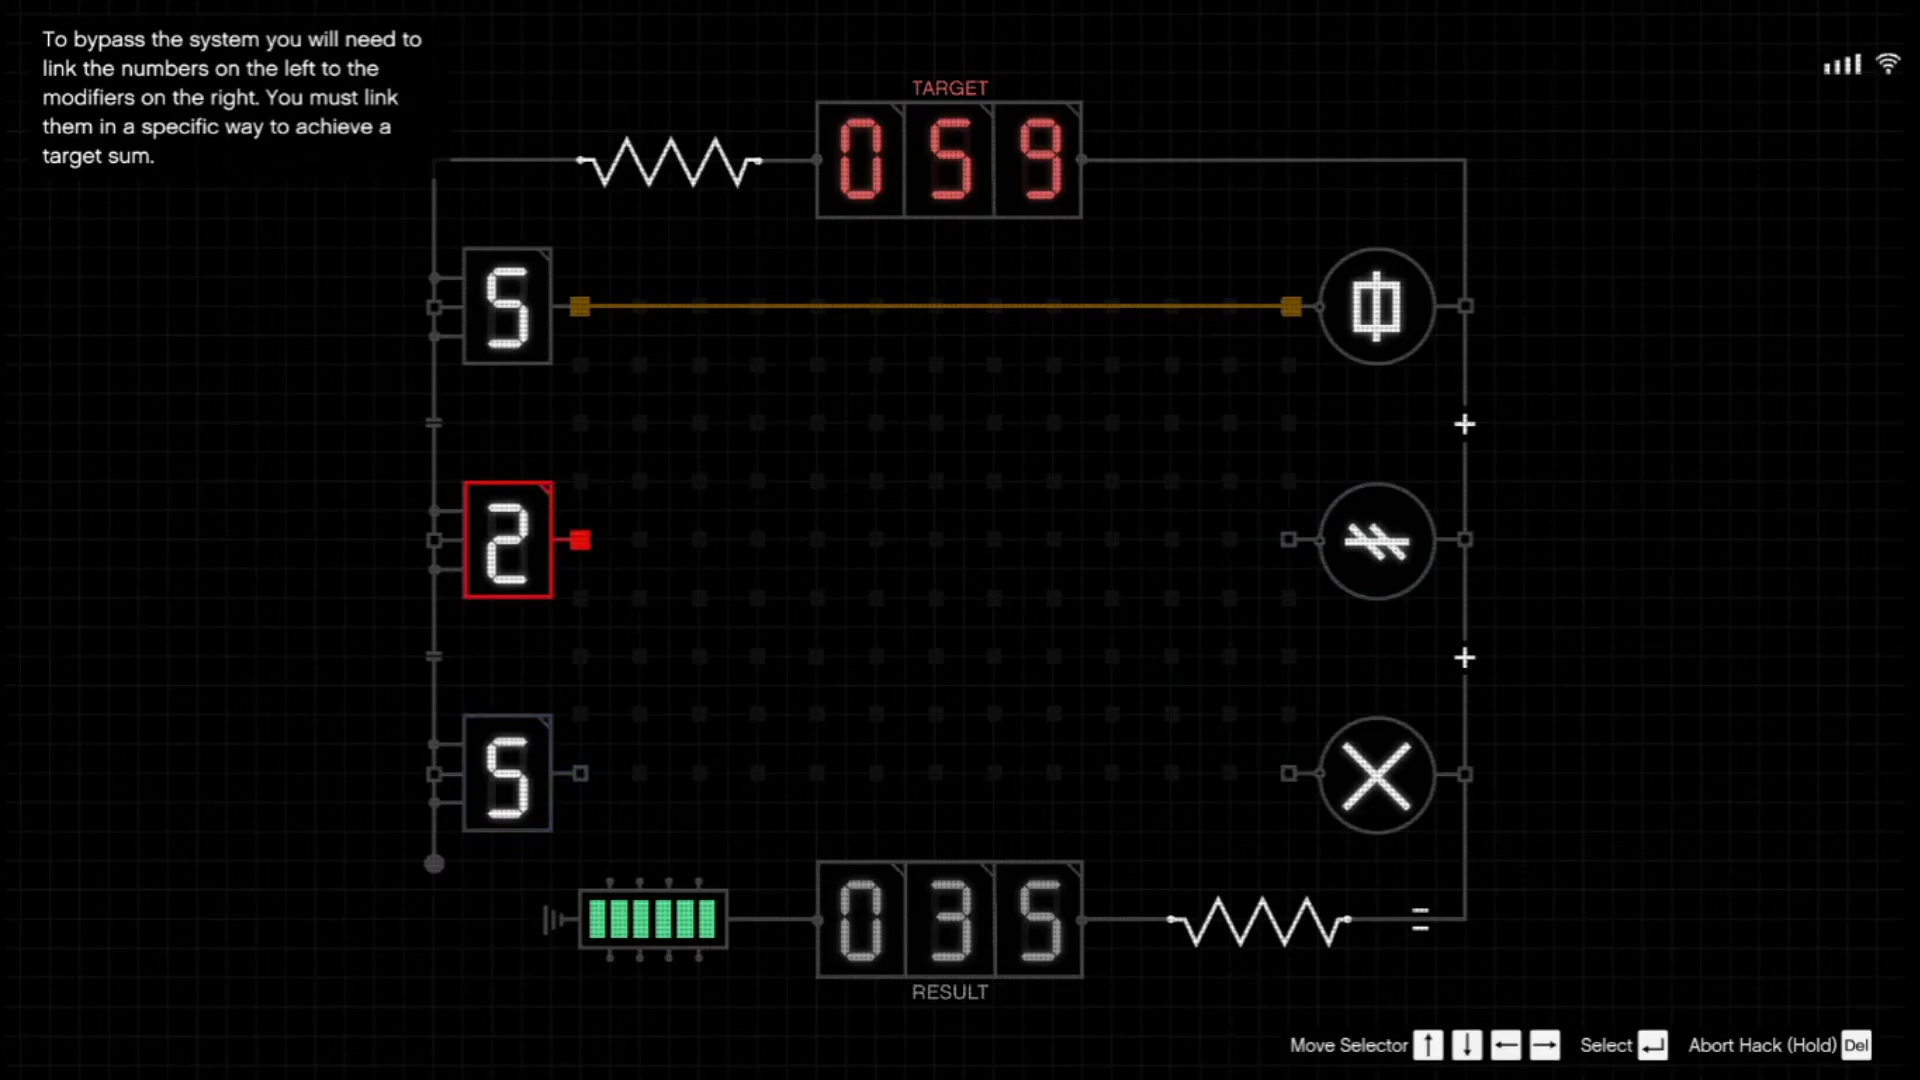 To bypass the system you will need to
link the numbers on the left to the
modifiers on the right. You must link
them in a specific way to achieve a
target sum.
TARGET
059
5
2
5
035
RESULT
Move Selector ↑ ↓ ← → Select ↵ Abort Hack (Hold) Del